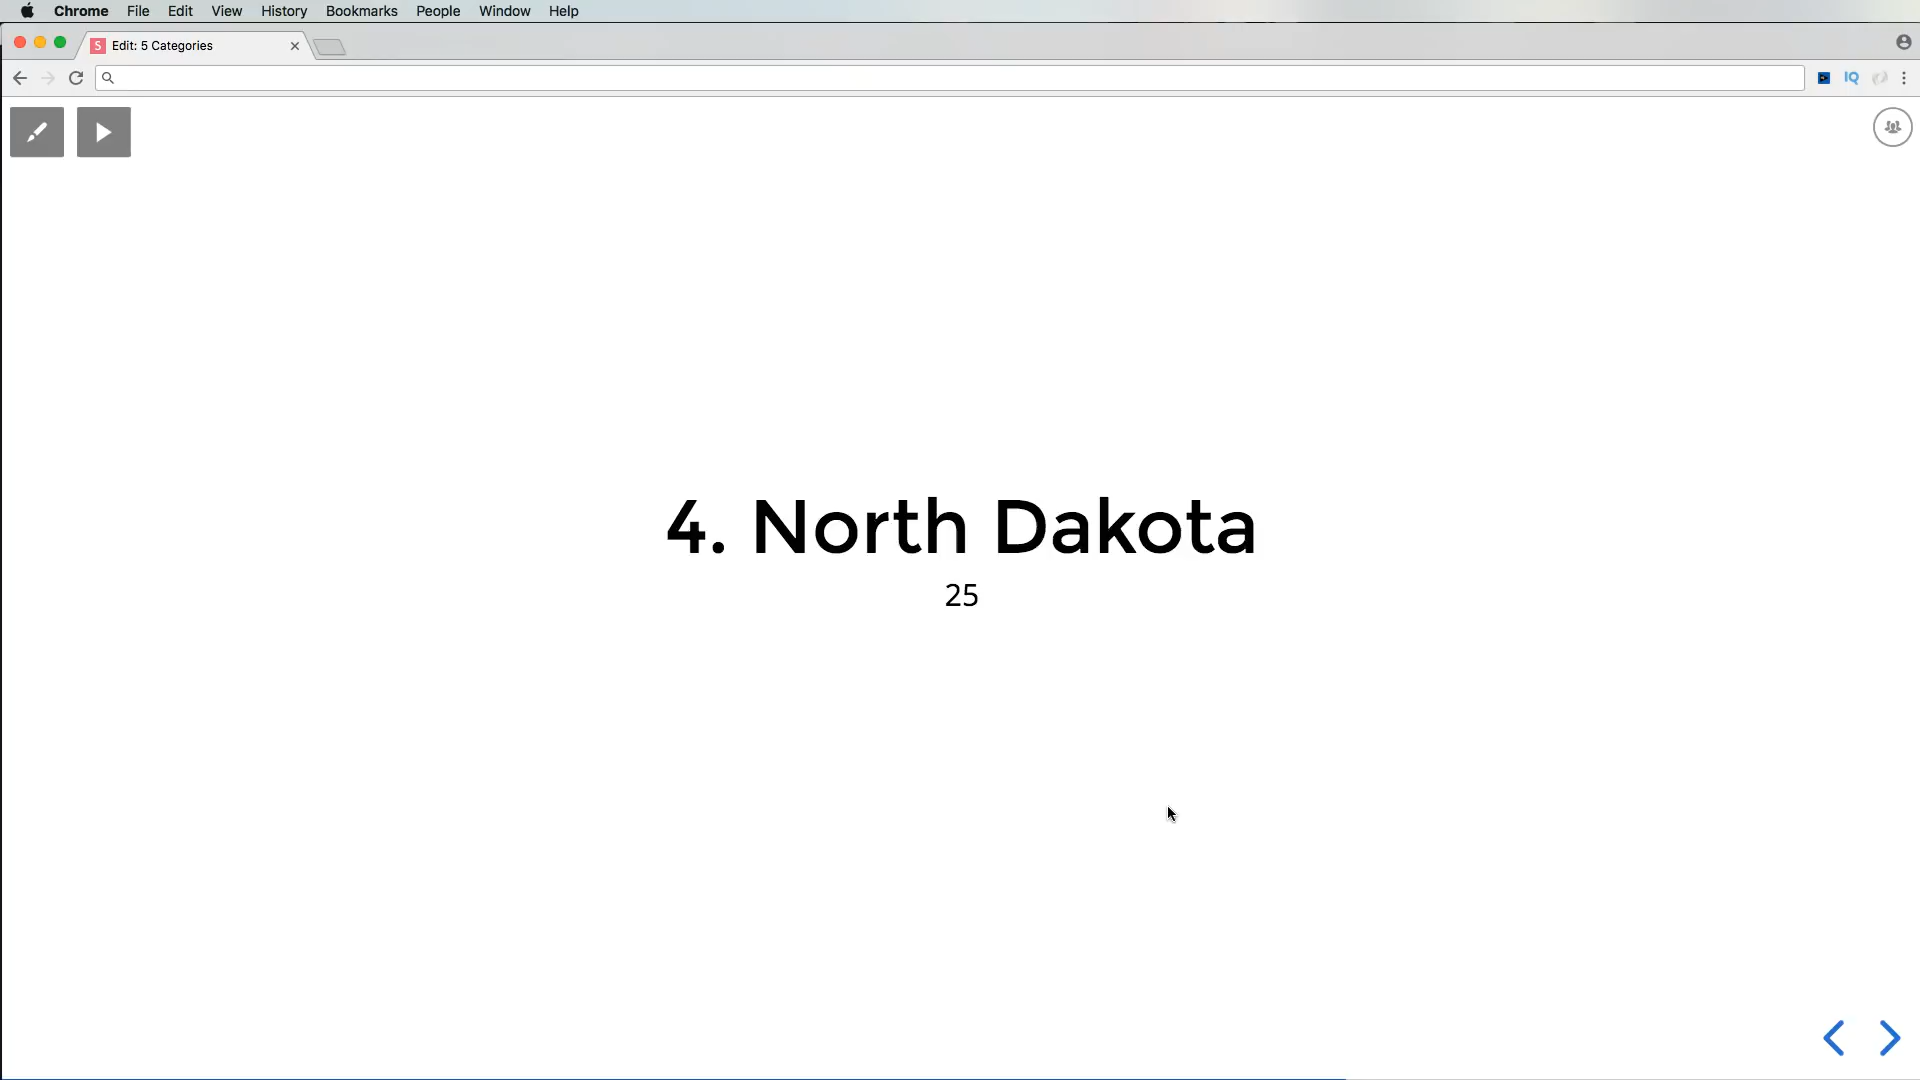 Chrome File Edit View History Bookmarks People Window Help
S Edit: 5 Categories
IQ
4. North Dakota
25